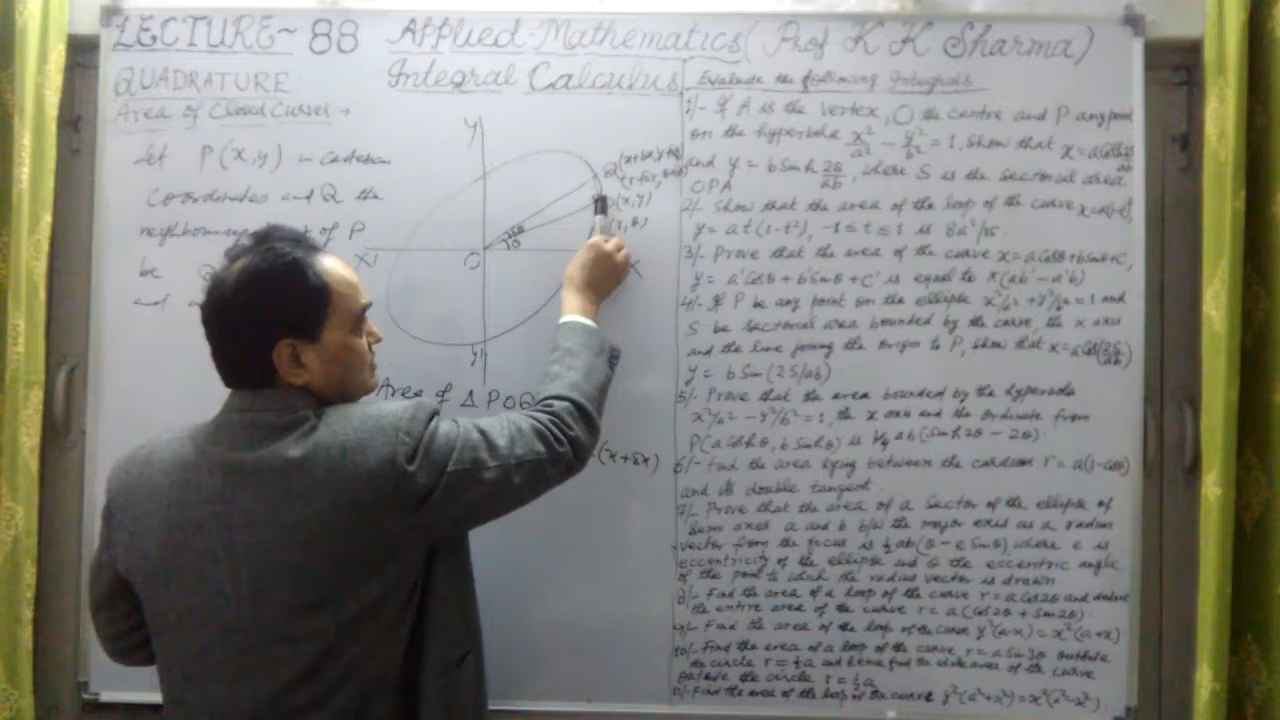 LECTURE~ 88 Applied-Mathematics (Prof K K Sharma)
QUADRATURE
Integral Calculus
Area of Closed Curves →
Let P(x,y) in cartesian
coordinates and Q the
of P
be
and
Y
X'
O
X
Y'
δθ
θ
Q
(x,y)
Area of Δ POQ
(x+δx)
Evaluate the following Integrals
1/- If A is the vertex, O the centre and P any point
on the hyperbola x²/a² - y²/b² = 1, Show that x = a Cosh 2S/ab
and y = b Sinh 2S/ab, where S is the sectorial area
OPA
2/- Show that the area of the loop of the curve
y = at(1-t²), -1 ≤ t ≤ 1 is 8a²/15
3/- Prove that the area of the curve x = a Cosθ + b Sinθ + C,
y = a' Cosθ + b' Sinθ + C' is equal to π(ab' - a'b)
4/- If P be any point on the ellipse x²/a² + y²/b² = 1 and
S be Sectorial area bounded by the curve, the x axis
and the line joining the origin to P, show that x = a Cos(2S/ab)
y = b Sin(2S/ab)
5/- Prove that the area bounded by the hyperbola
x²/a² - y²/b² = 1, the x axis and the ordinate from
P(a Coshθ, b Sinhθ) is 1/4 ab(Sinh 2θ - 2θ)
6/- Find the area lying between the cardioid r = a(1-cosθ)
and its double tangent.
7/- Prove that the area of a Sector of the ellipse of
Semi axes a and b b/w the major exis as a radius
vector from the focus is ½ab(θ - e Sinθ), where e is
eccentricity of the ellipse and θ the eccentric angle
of the point to which the radius vector is drawn
8/- Find the area of a loop of the curve r = a Cos2θ and deduce
the entire area of the curve r = a(Cos2θ + Sin2θ).
9/- Find the area of the loop of the curve y²(a-x) = x²(a+x)
10/- Find the area of a loop of the curve r = a Sin3θ outside
the circle r = ½a and hence find the whole area of the curve
outside the circle r = ½a
11/- Find the area of the loop of the curve y²(a²+x²) = x²(a²-x²).